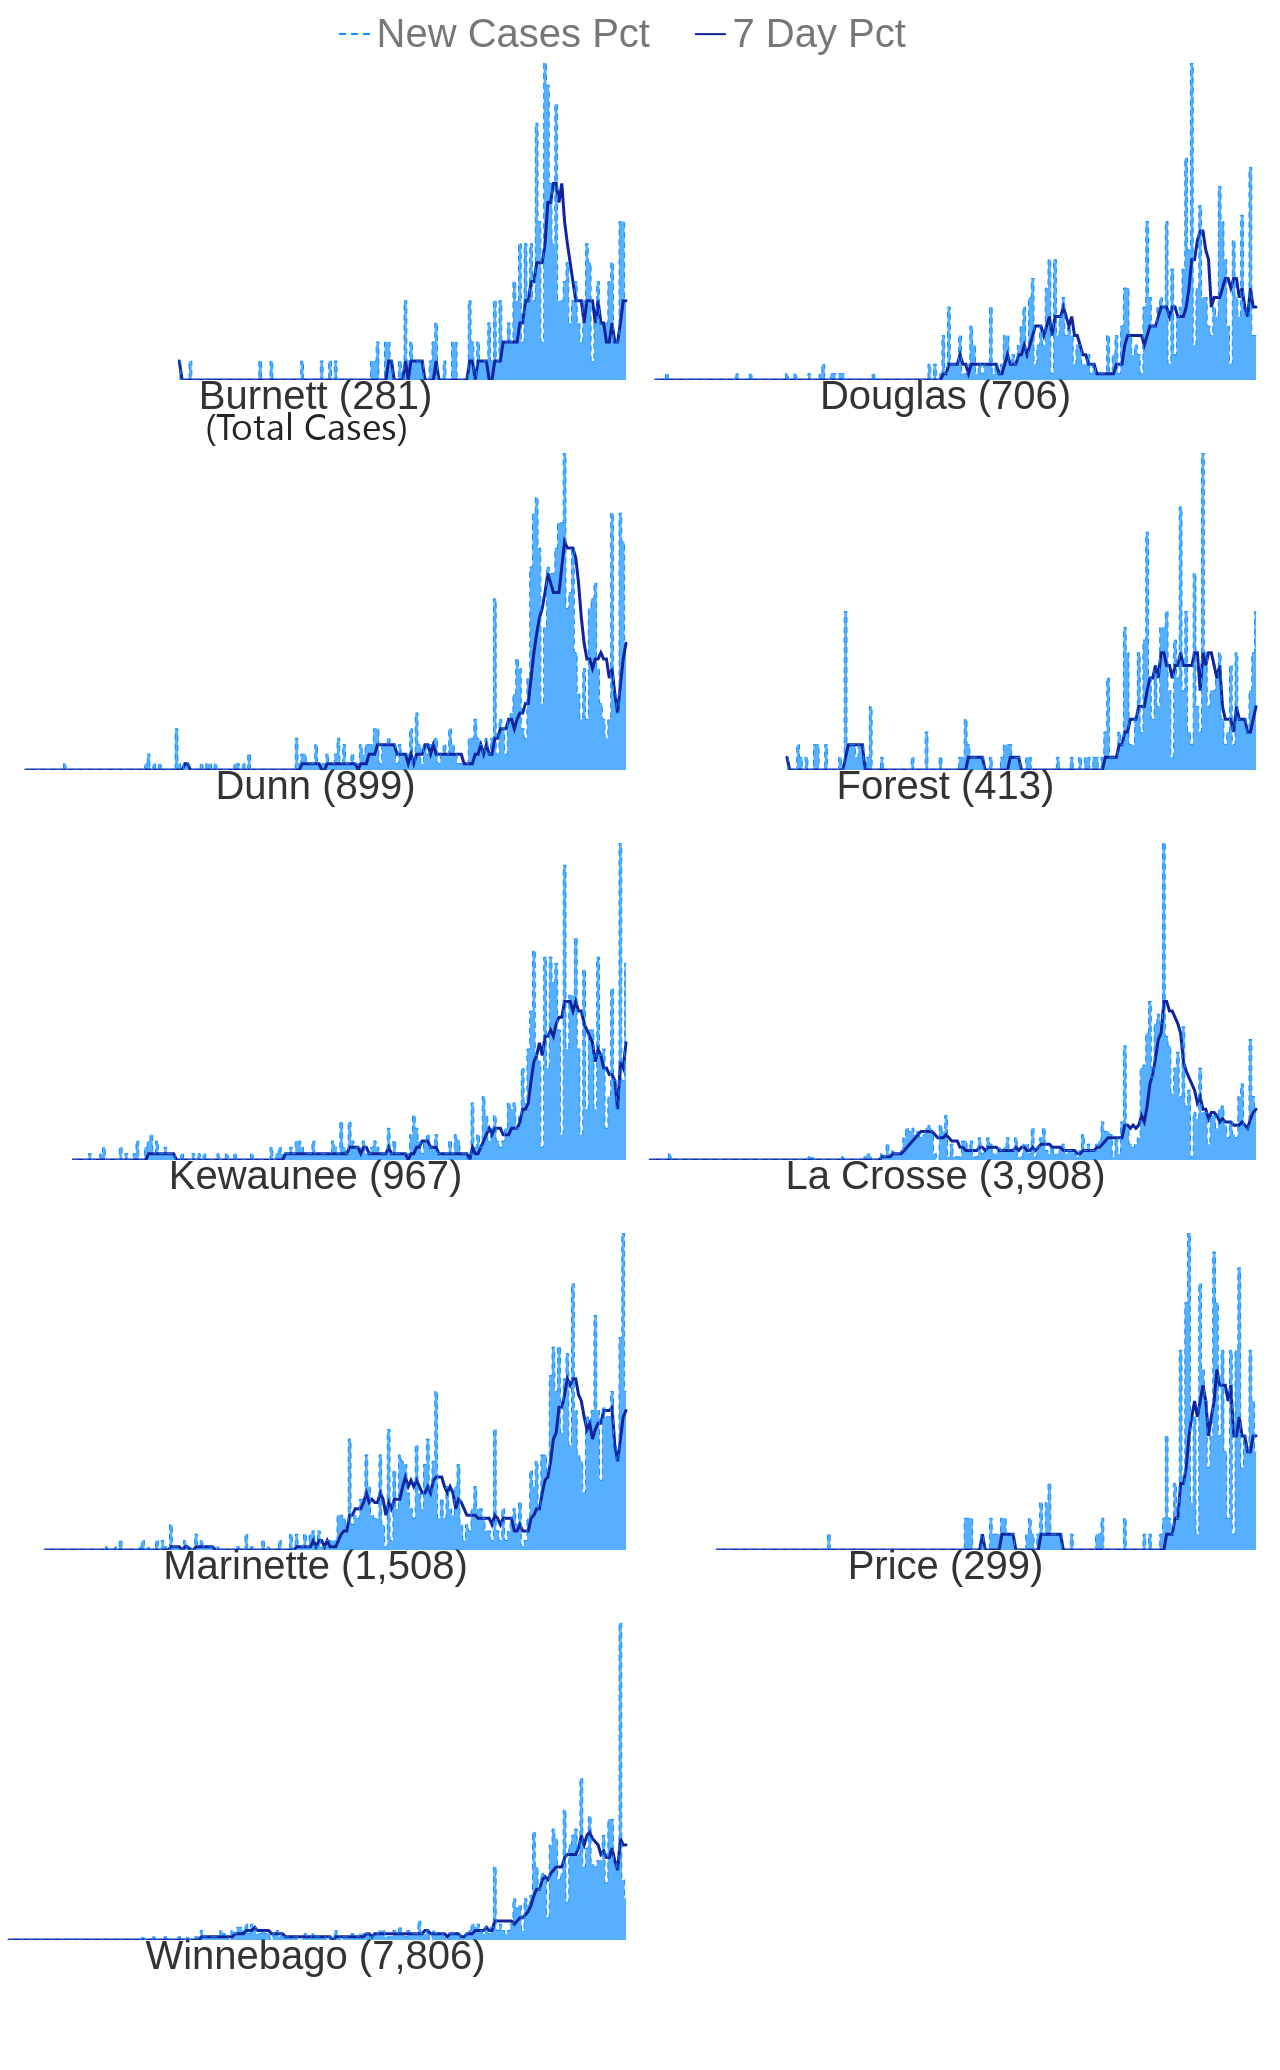 New Cases Pct 7 Day Pct
Burnett (281) Douglas (706)
(Total Cases)
Dunn (899) Forest (413)
Kewaunee (967) La Crosse (3,908)
Marinette (1,508) Price (299)
Winnebago (7,806)